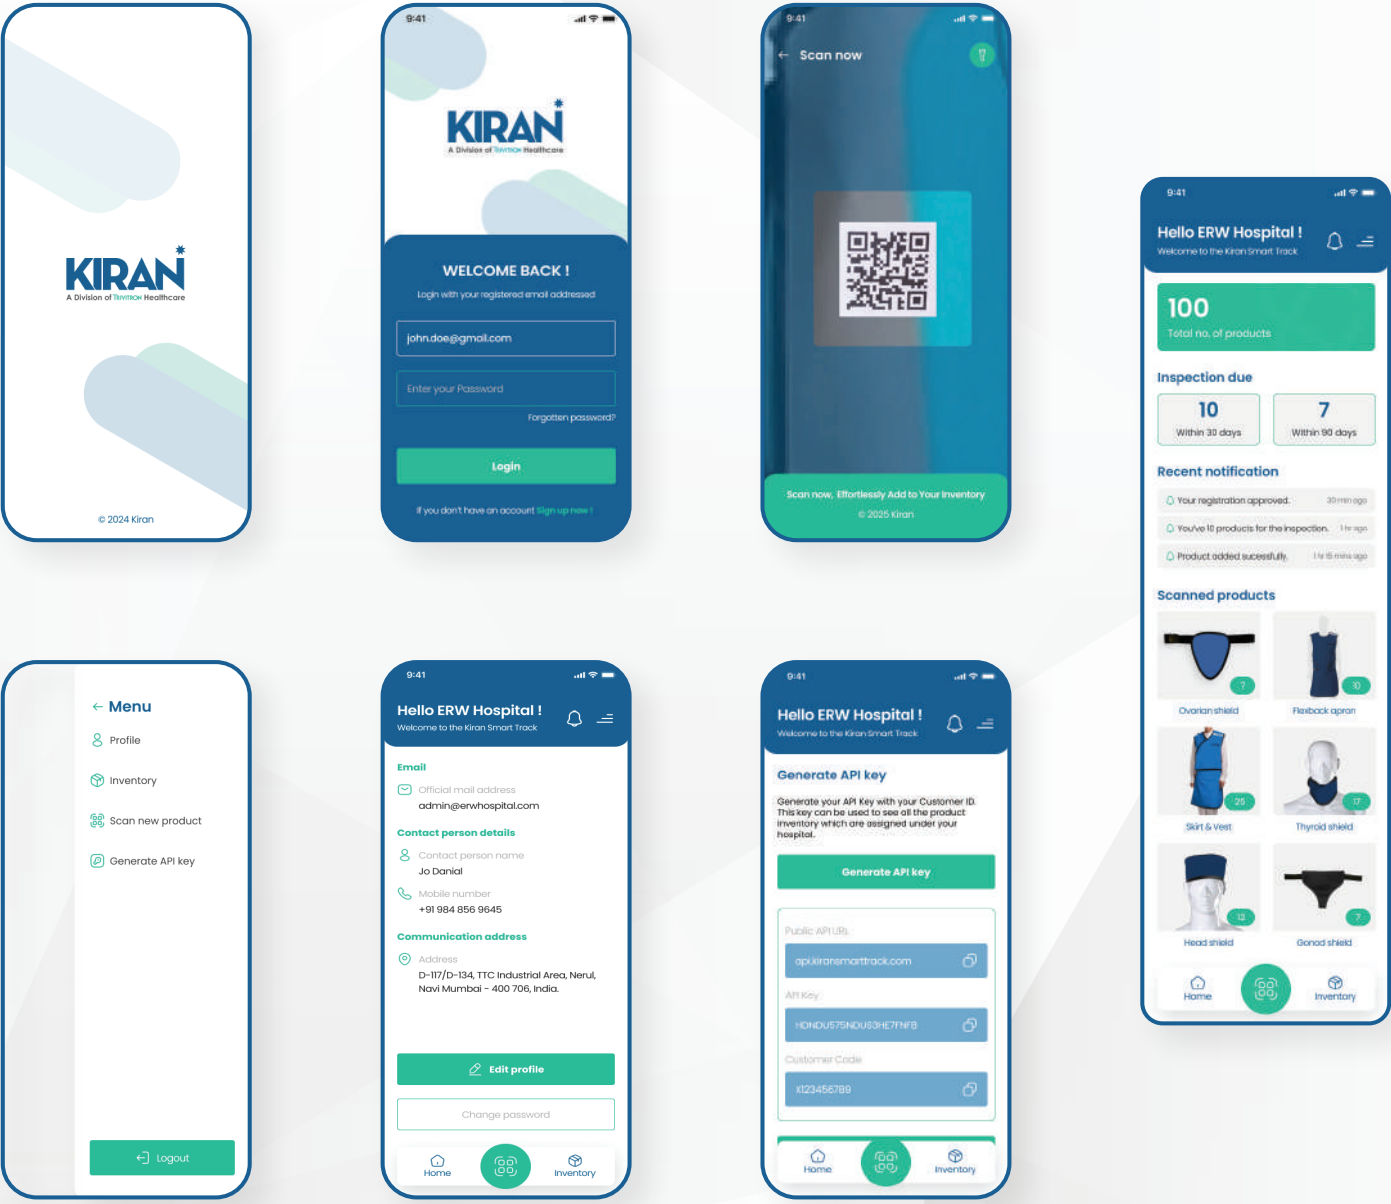 KIRAN
A Division of TRIVITRON Healthcare
© 2024 Kiran
9:41
KIRAN
A Division of TRIVITRON Healthcare
WELCOME BACK !
Login with your registered email addressed
john.doe@gmail.com
Enter your Password
Forgotten password?
Login
If you don't have an account Sign up now !
9:41
Scan now
Scan now, Effortlessly Add to Your Inventory
© 2025 Kiran
9:41
Hello ERW Hospital !
Welcome to the Kiran Smart Track
100
Total no. of products
Inspection due
10
Within 30 days
7
Within 90 days
Recent notification
Your registration approved. 30 min ago
You've 10 products for the inspection. 1 hr ago
Product added sucessfully. 1 hr 15 mins ago
Scanned products
7
Ovarian shield
10
Flexback apron
25
Skirt & Vest
17
Thyroid shield
12
Head shield
7
Gonad shield
Home
Inventory
Menu
Profile
Inventory
Scan new product
Generate API key
Logout
9:41
Hello ERW Hospital !
Welcome to the Kiran Smart Track
Email
Official mail address
admin@erwhospital.com
Contact person details
Contact person name
Jo Danial
Mobile number
+91 984 856 9645
Communication address
Address
D-117/D-134, TTC Industrial Area, Nerul,
Navi Mumbai - 400 706, India.
Edit profile
Change password
Home
Inventory
9:41
Hello ERW Hospital !
Welcome to the Kiran Smart Track
Generate API key
Generate your API Key with your Customer ID.
This key can be used to see all the product
inventory which are assigned under your
hospital.
Generate API key
Public API URL
api.kiransmarttrack.com
API Key
HDNDU575NDUS3HE7FNFB
Customer Code
X123456789
Home
Inventory